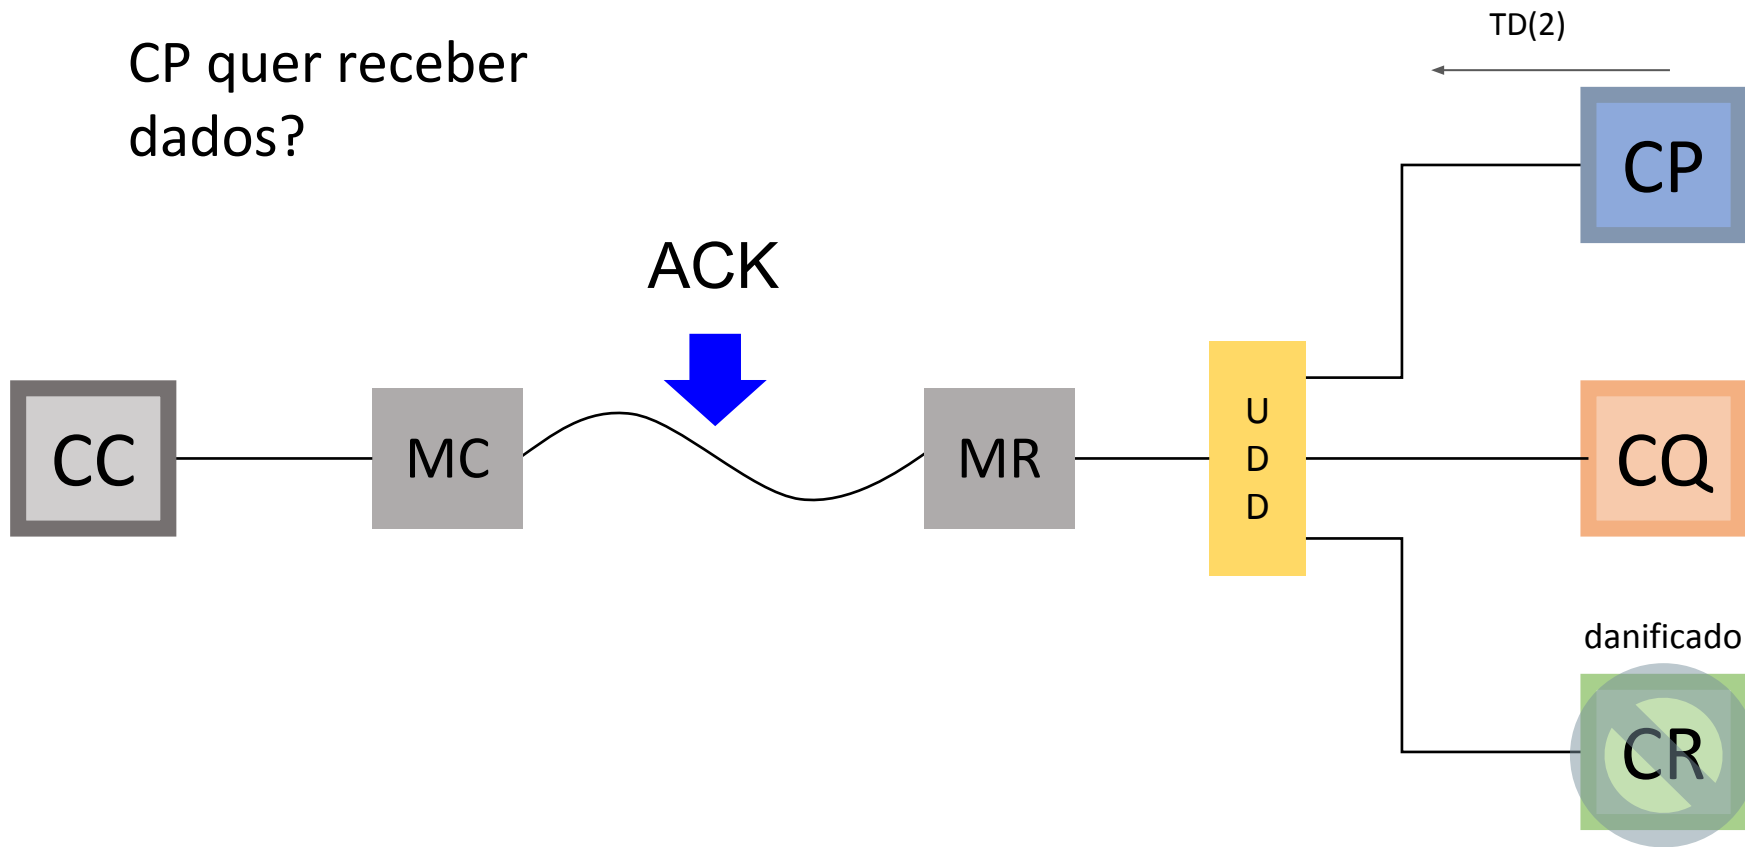 TD(2)
CP quer receber
dados?
CP
ACK
CC
MC
MR
U
D
D
CQ
danificado
CR